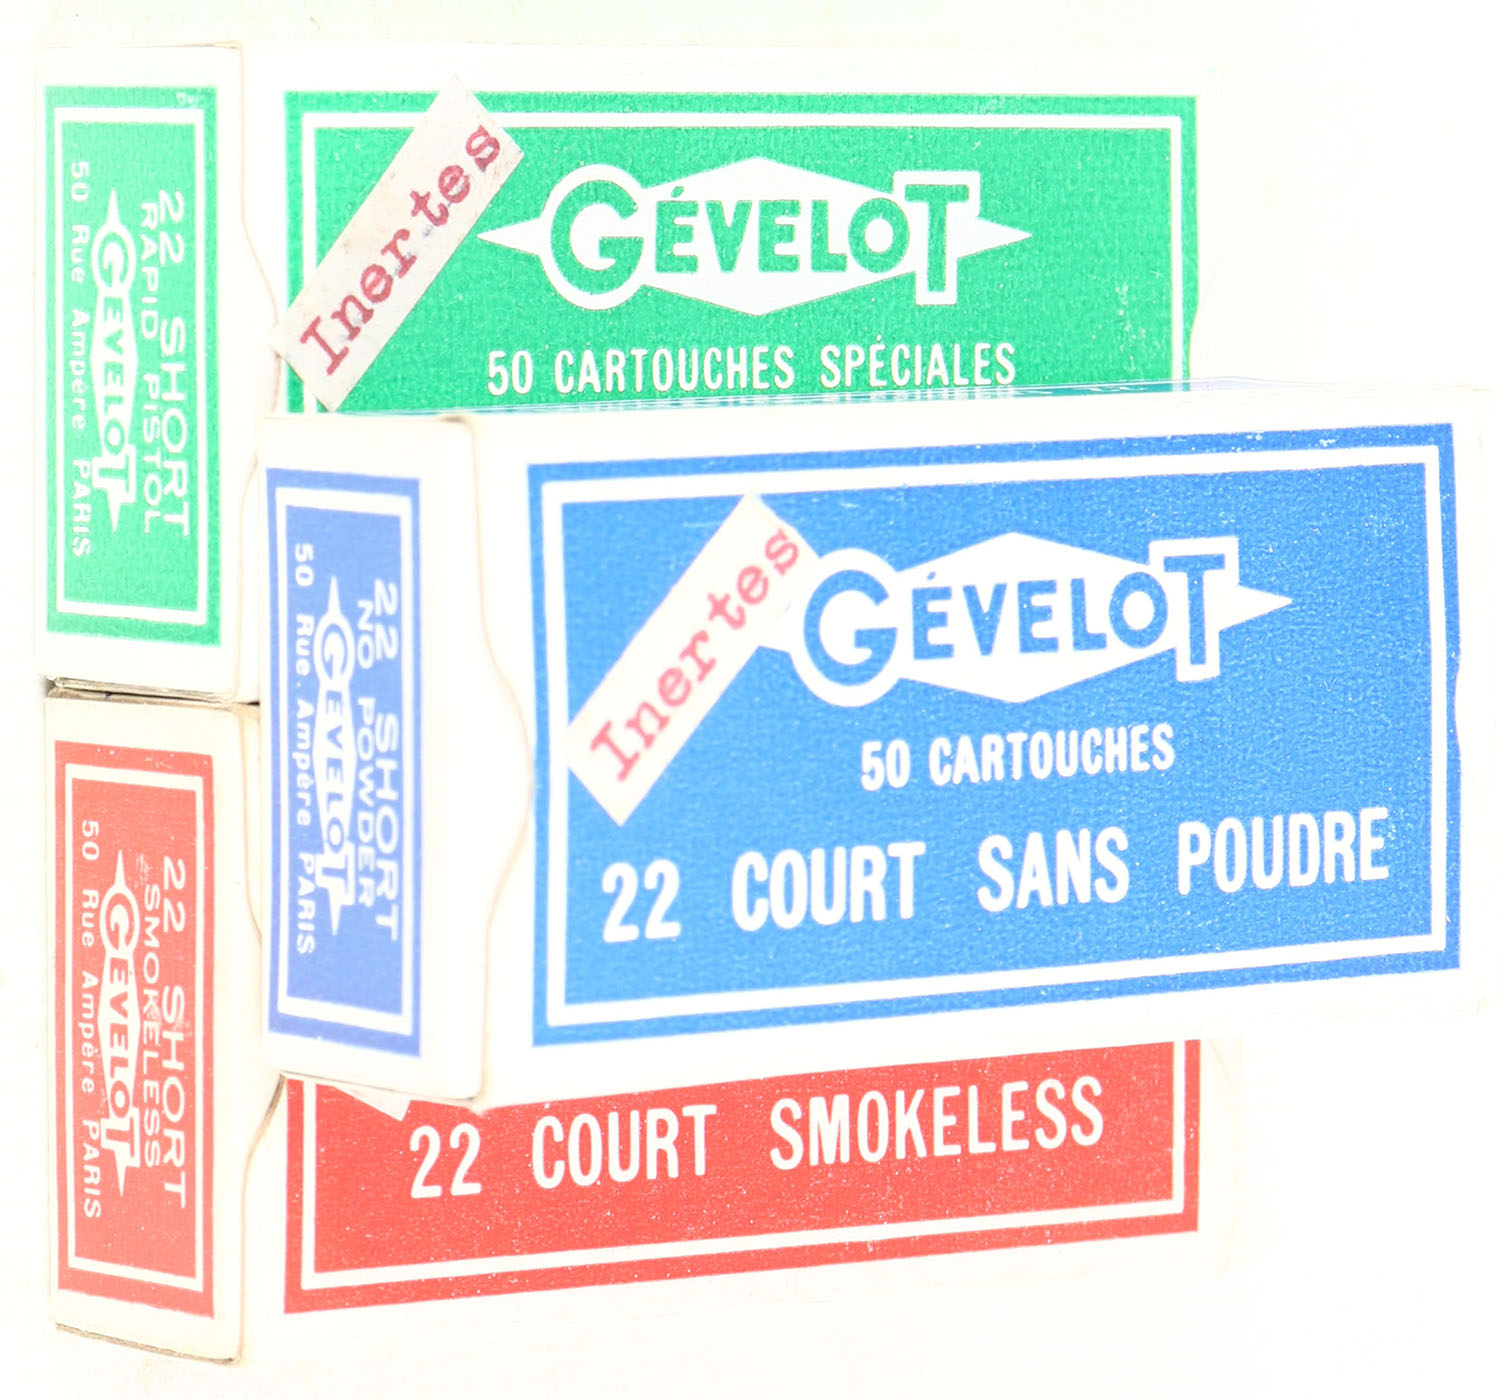 22 SHORT
RAPID PISTOL
GÉVELOT
50 Rue Ampère PARIS
Inertes
GÉVELOT
50 CARTOUCHES SPÉCIALES
22 SHORT
NO POWDER
GÉVELOT
50 Rue. Ampère PARIS
Inertes
GÉVELOT
50 CARTOUCHES
22 COURT SANS POUDRE
22 SHORT
SMOKELESS
GÉVELOT
50 Rue Ampère PARIS
22 COURT SMOKELESS